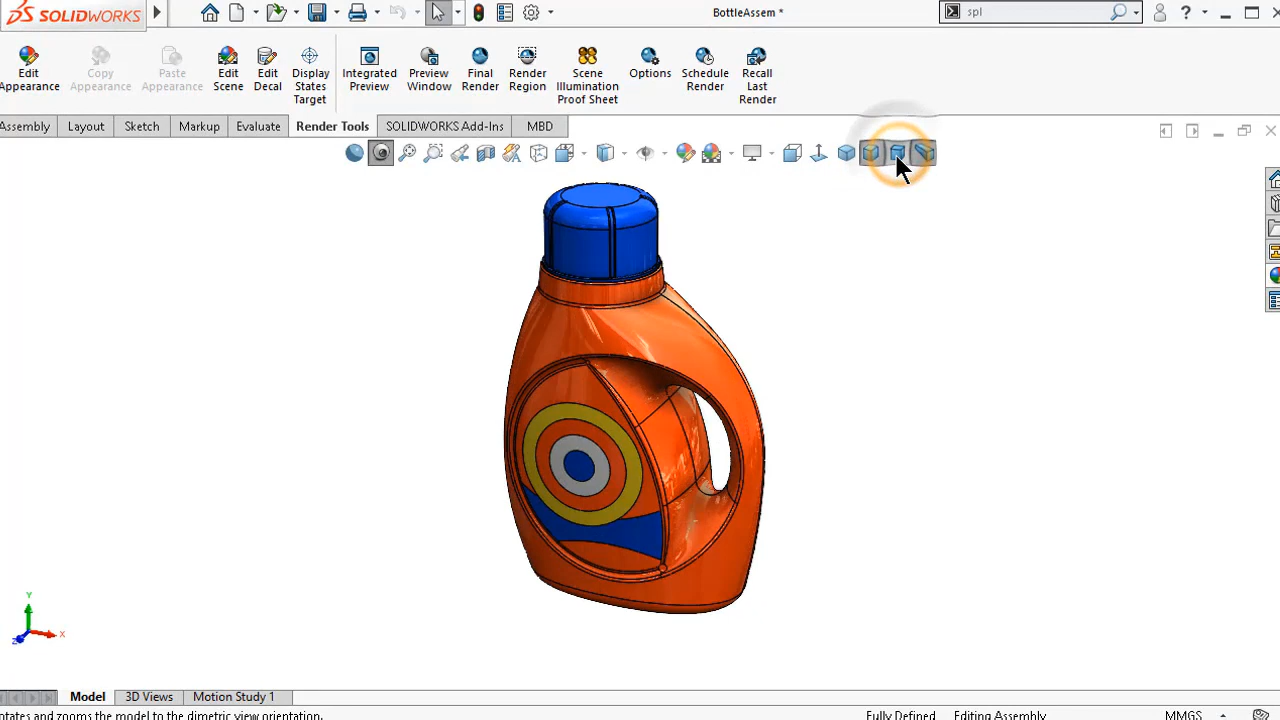 SOLIDWORKS
BottleAssem *
spl
?
Edit Appearance
Copy Appearance
Paste Appearance
Edit Scene
Edit Decal
Display States Target
Integrated Preview
Preview Window
Final Render
Render Region
Scene Illumination Proof Sheet
Options
Schedule Render
Recall Last Render
Assembly
Layout
Sketch
Markup
Evaluate
Render Tools
SOLIDWORKS Add-Ins
MBD
Y
X
Z
Model
3D Views
Motion Study 1
otates and zooms the model to the dimetric view orientation.
Fully Defined
Editing Assembly
MMGS